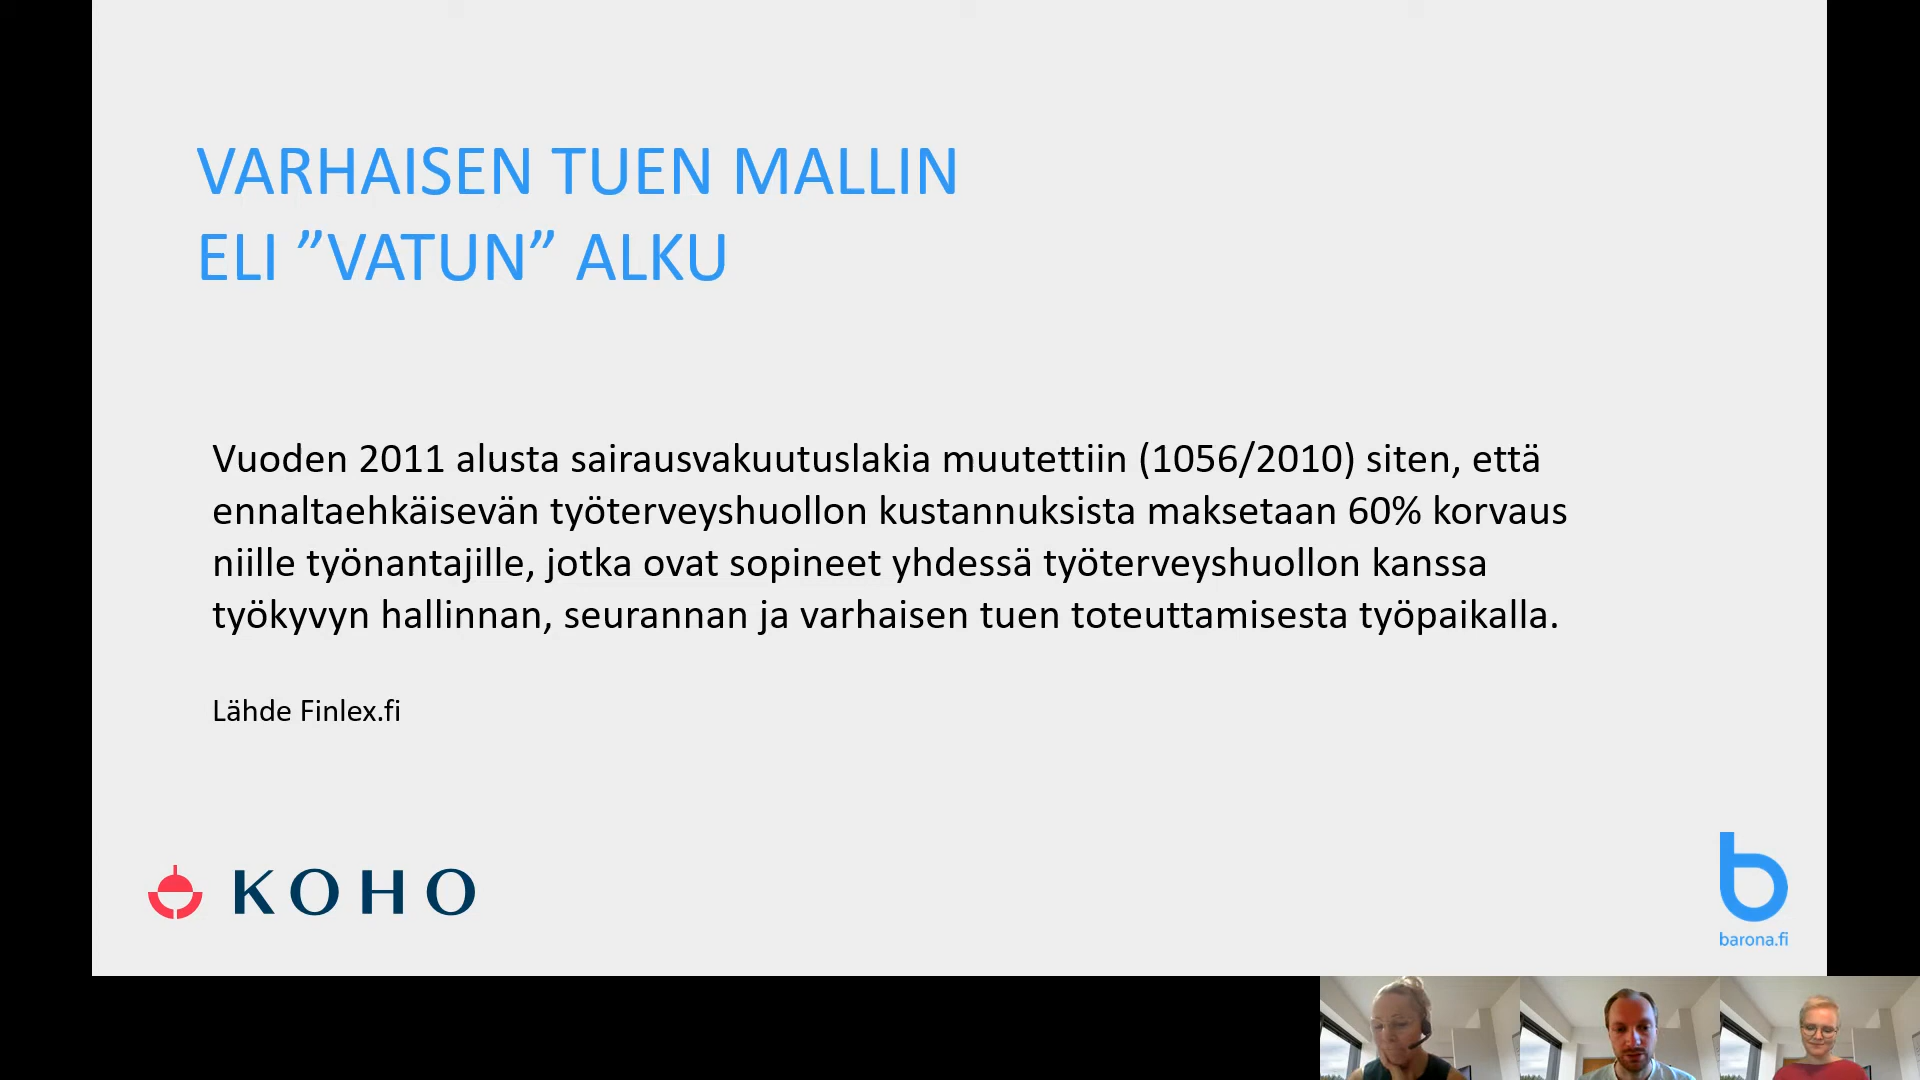 VARHAISEN TUEN MALLIN
ELI ”VATUN” ALKU
Vuoden 2011 alusta sairausvakuutuslakia muutettiin (1056/2010) siten, että
ennaltaehkäisevän työterveyshuollon kustannuksista maksetaan 60% korvaus
niille työnantajille, jotka ovat sopineet yhdessä työterveyshuollon kanssa
työkyvyn hallinnan, seurannan ja varhaisen tuen toteuttamisesta työpaikalla.
Lähde Finlex.fi
KOHO
b
barona.fi